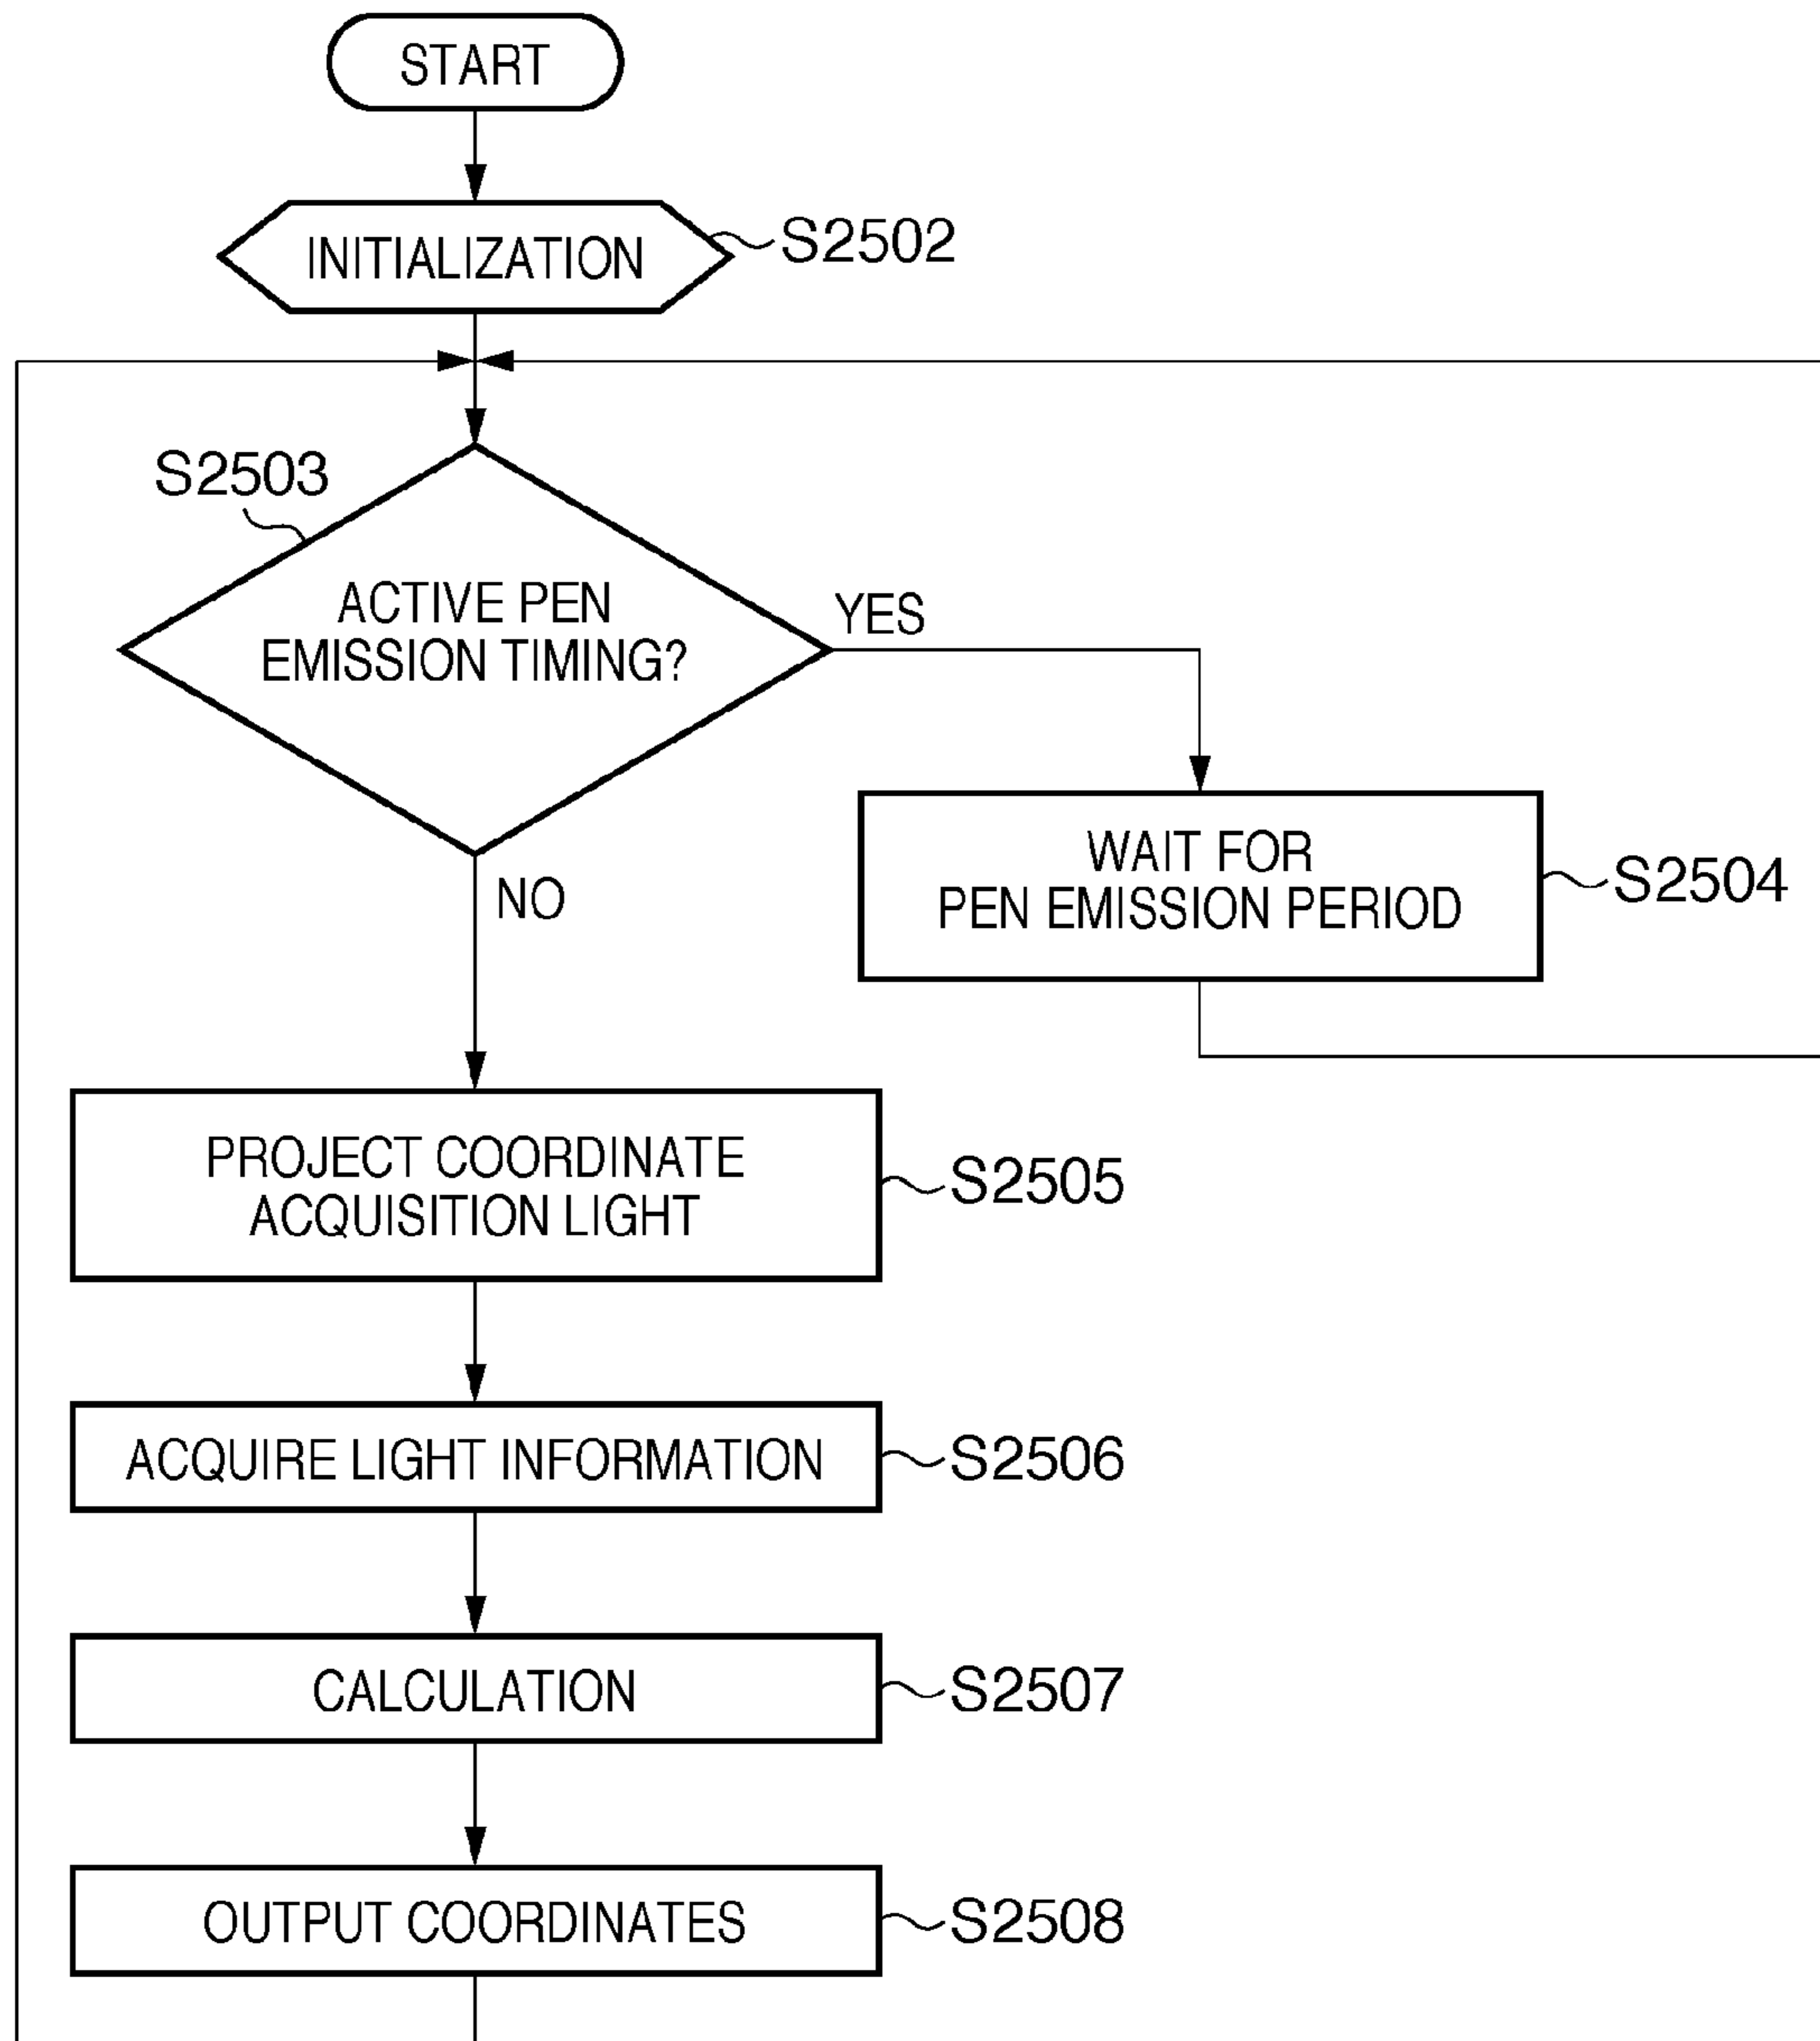 START
INITIALIZATION
S2502
S2503
ACTIVE PEN
EMISSION TIMING?
YES
NO
WAIT FOR
PEN EMISSION PERIOD
S2504
PROJECT COORDINATE
ACQUISITION LIGHT
S2505
ACQUIRE LIGHT INFORMATION
S2506
CALCULATION
S2507
OUTPUT COORDINATES
S2508